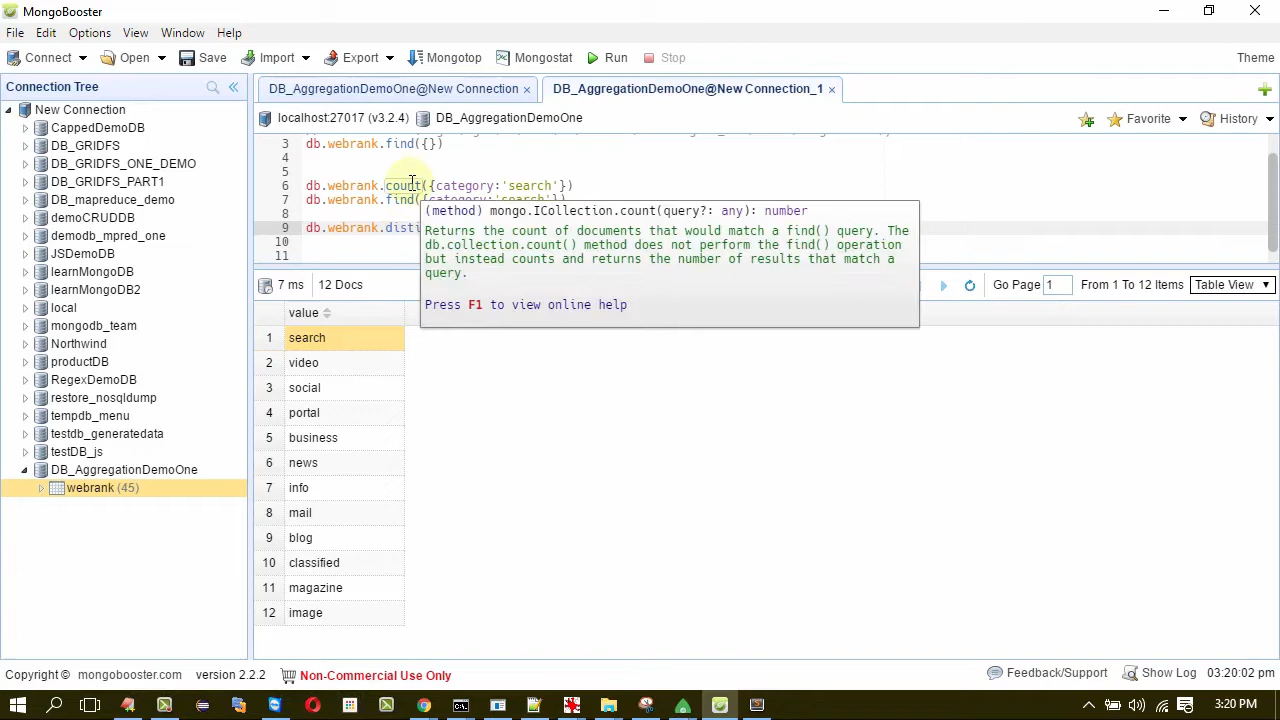 MongoBooster
File Edit Options View Window Help
Connect Open Save Import Export Mongotop Mongostat Run Stop Theme
Connection Tree
New Connection
CappedDemoDB
DB_GRIDFS
DB_GRIDFS_ONE_DEMO
DB_GRIDFS_PART1
DB_mapreduce_demo
demoCRUDDB
demodb_mpred_one
JSDemoDB
learnMongoDB
learnMongoDB2
local
mongodb_team
Northwind
productDB
RegexDemoDB
restore_nosqldump
tempdb_menu
testdb_generatedata
testDB_js
DB_AggregationDemoOne
webrank (45)
DB_AggregationDemoOne@New Connection × DB_AggregationDemoOne@New Connection_1 ×
localhost:27017 (v3.2.4) DB_AggregationDemoOne Favorite History
3 db.webrank.find({})
4
5
6 db.webrank.count({category:'search'})
7 db.webrank.find({category:'search'})
8
9 db.webrank.disti
10
11
(method) mongo.ICollection.count(query?: any): number
Returns the count of documents that would match a find() query. The
db.collection.count() method does not perform the find() operation
but instead counts and returns the number of results that match a
query.
Press F1 to view online help
7 ms 12 Docs Go Page 1 From 1 To 12 Items Table View
value
1 search
2 video
3 social
4 portal
5 business
6 news
7 info
8 mail
9 blog
10 classified
11 magazine
12 image
Copyright © mongobooster.com version 2.2.2 Non-Commercial Use Only Feedback/Support Show Log 03:20:02 pm
3:20 PM